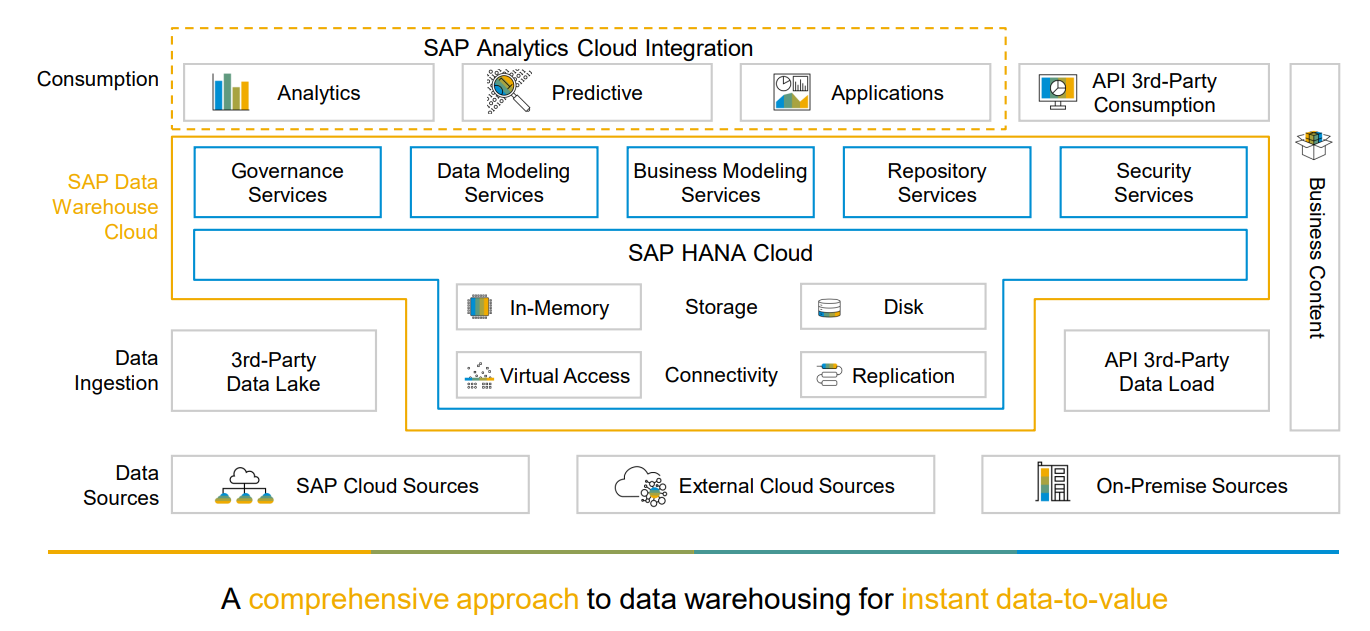 SAP Analytics Cloud Integration
Consumption
Analytics
Predictive
Applications
API 3rd-Party
Consumption
SAP Data
Warehouse
Cloud
Governance
Services
Data Modeling
Services
Business Modeling
Services
Repository
Services
Security
Services
SAP HANA Cloud
In-Memory
Storage
Disk
Virtual Access
Connectivity
Replication
Data
Ingestion
3rd-Party
Data Lake
API 3rd-Party
Data Load
Business Content
Data
Sources
SAP Cloud Sources
External Cloud Sources
On-Premise Sources
A comprehensive approach to data warehousing for instant data-to-value